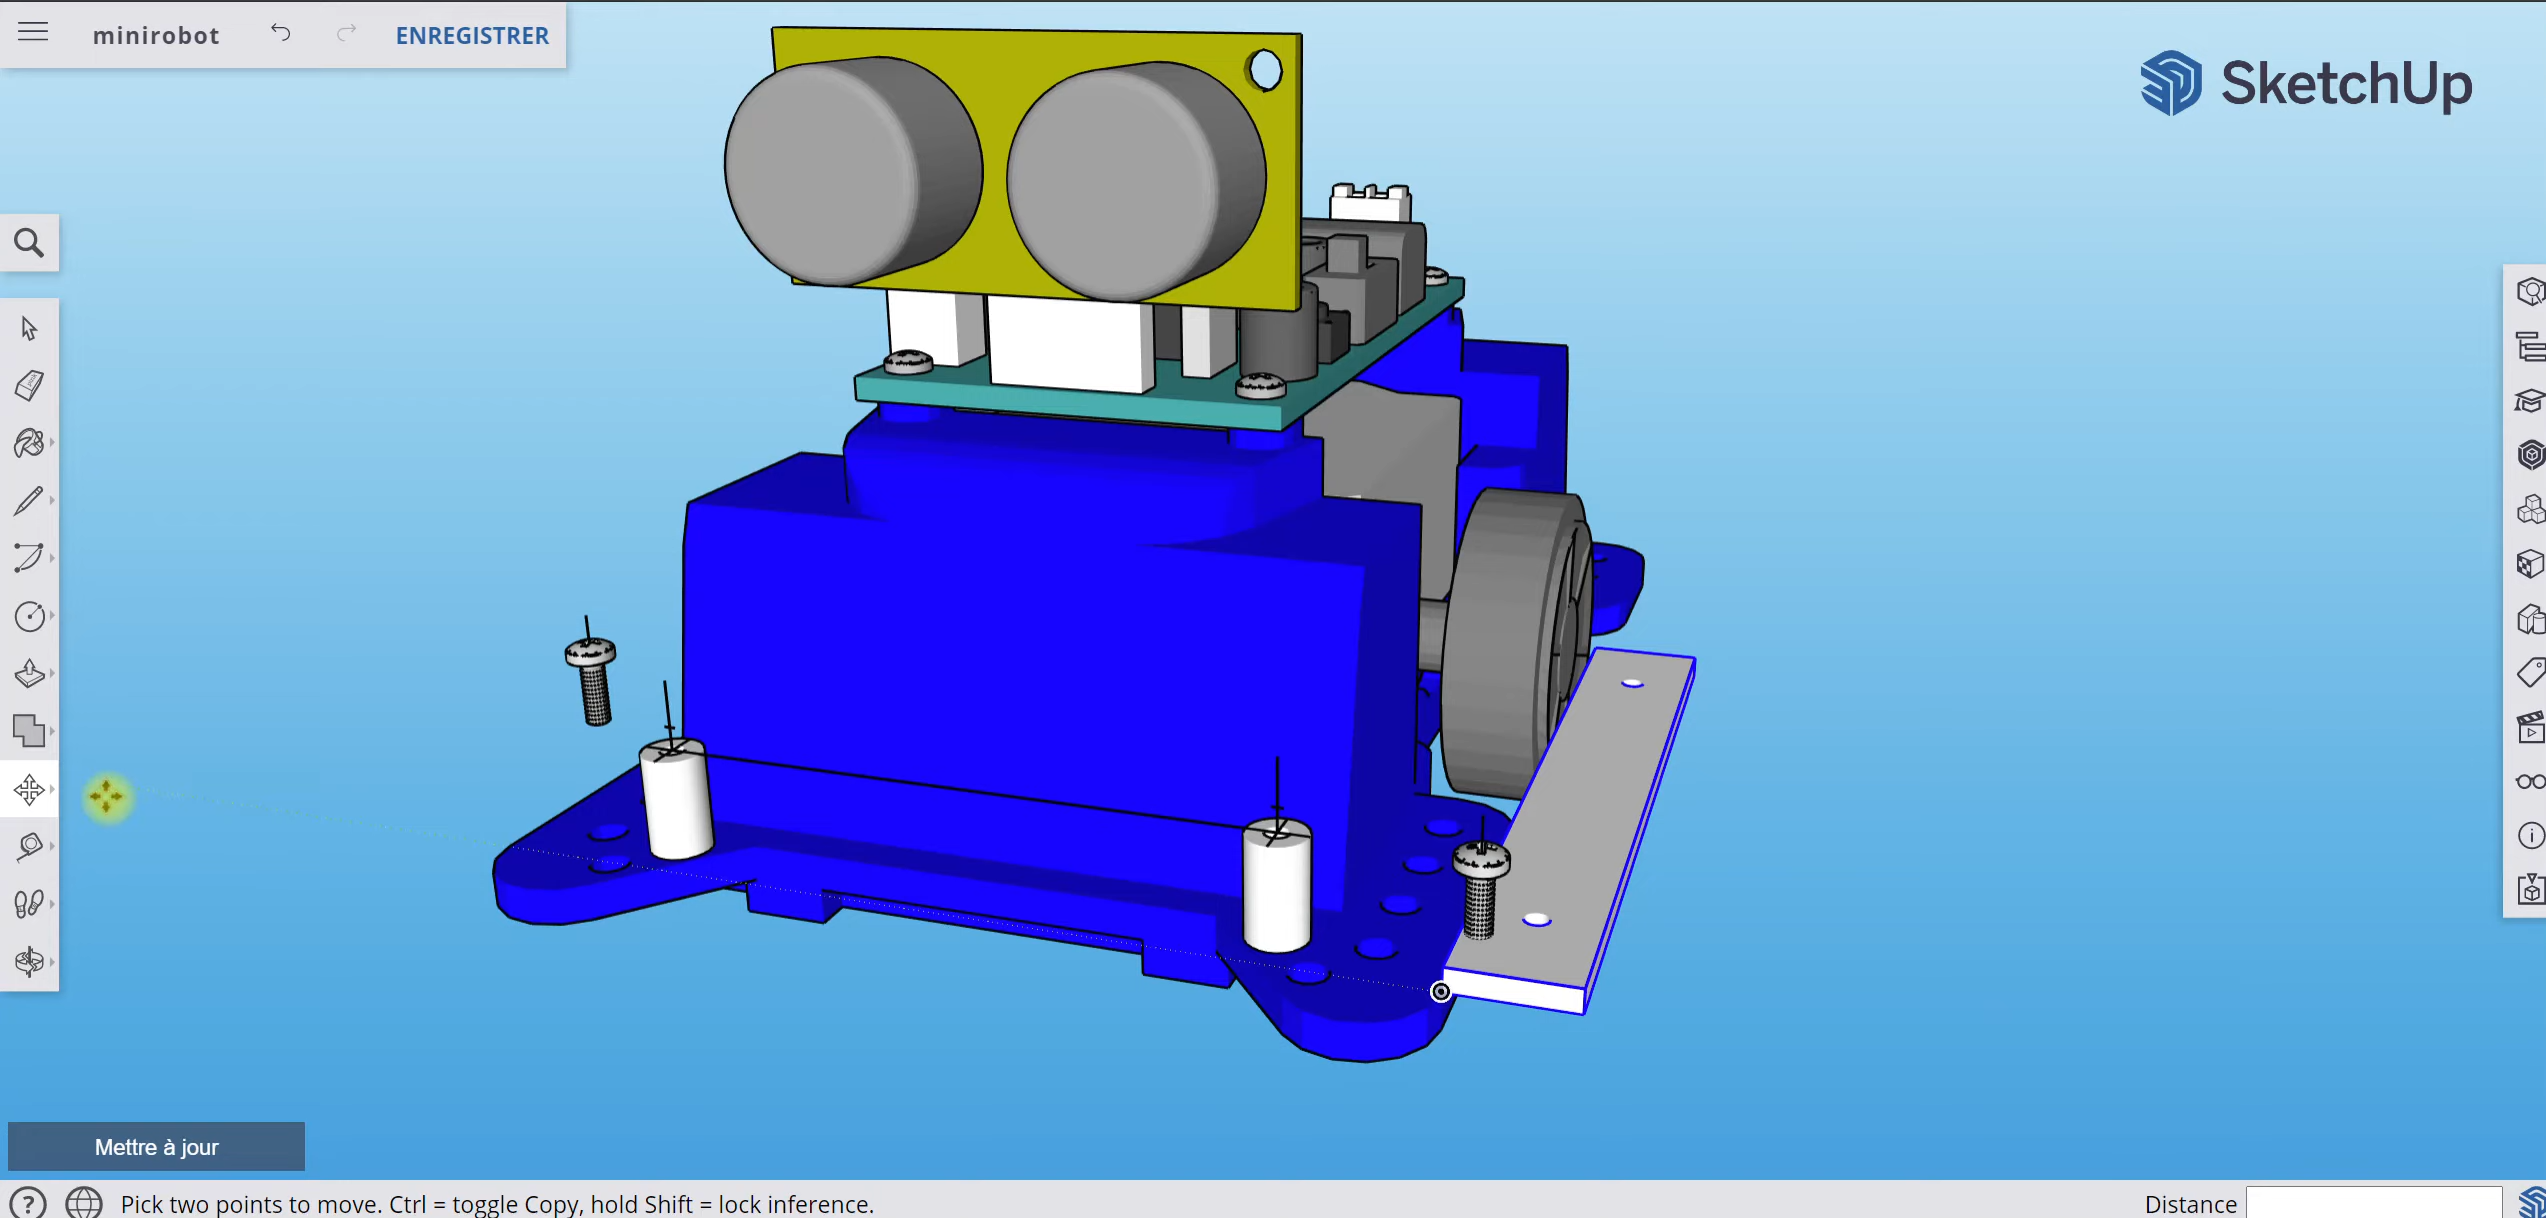 minirobot
ENREGISTRER
SketchUp
Mettre à jour
? Pick two points to move. Ctrl = toggle Copy, hold Shift = lock inference.
Distance